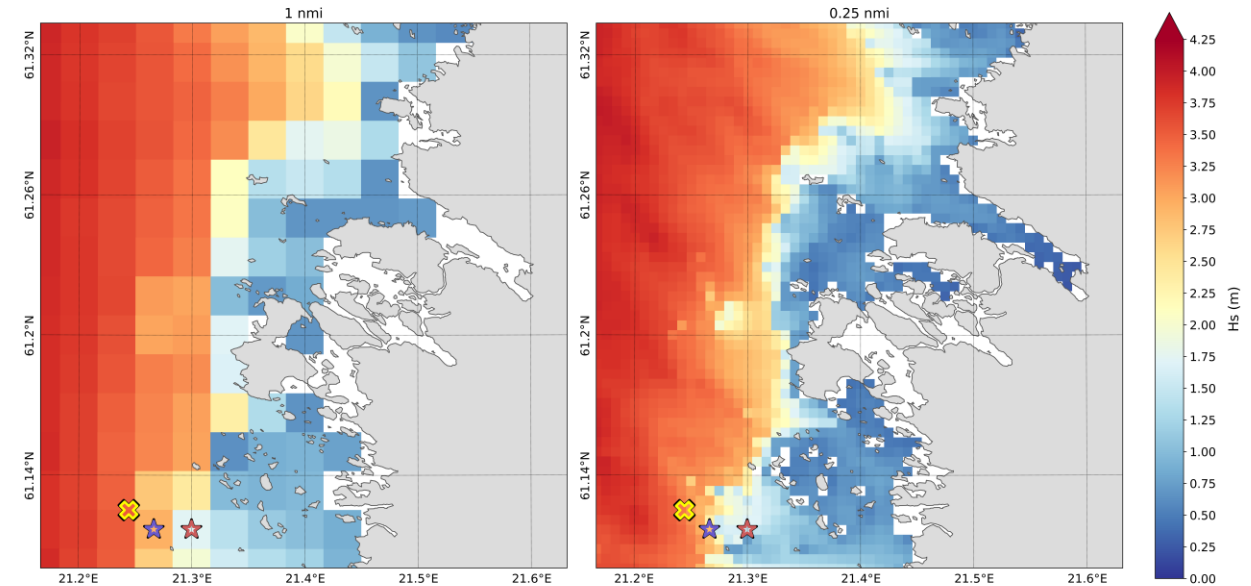 1 nmi
0.25 nmi
61.32°N
61.26°N
61.2°N
61.14°N
21.2°E
21.3°E
21.4°E
21.5°E
21.6°E
61.32°N
61.26°N
61.2°N
61.14°N
21.2°E
21.3°E
21.4°E
21.5°E
21.6°E
4.25
4.00
3.75
3.50
3.25
3.00
2.75
2.50
2.25
2.00
1.75
1.50
1.25
1.00
0.75
0.50
0.25
0.00
Hs (m)